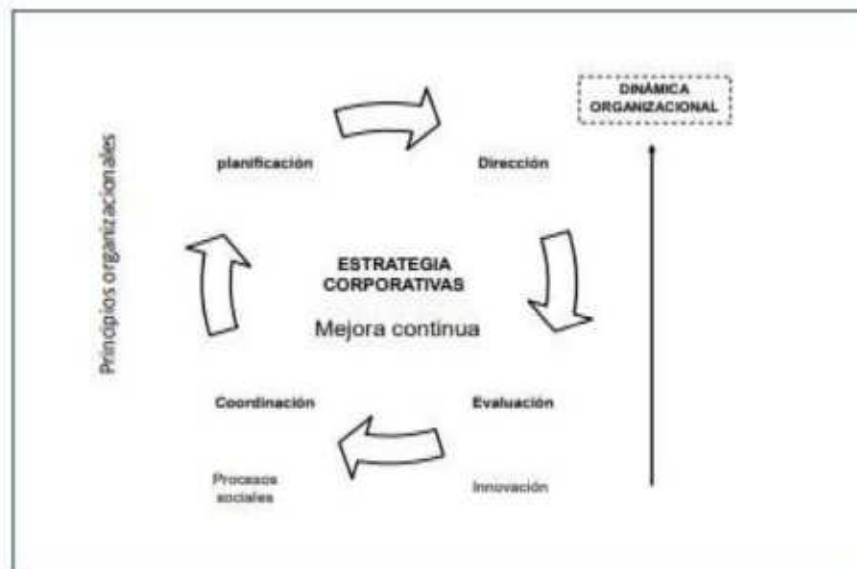 DINÁMICA
ORGANIZACIONAL
planificación
Dirección
Principios organizacionales
ESTRATEGIA
CORPORATIVAS
Mejora continua
Coordinación
Evaluación
Procesos
sociales
Innovación